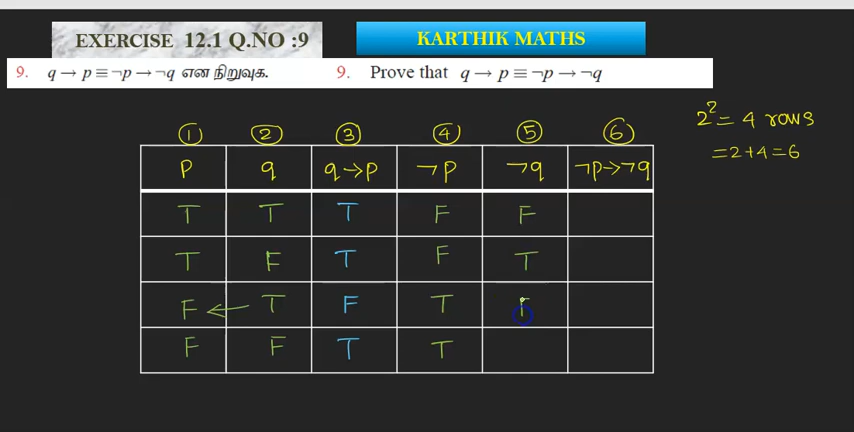 EXERCISE 12.1 Q.NO :9
KARTHIK MATHS
9. q → p ≡ ¬p → ¬q என நிறுவுக.
9. Prove that q → p ≡ ¬p → ¬q
2² = 4 rows
= 2 + 4 = 6
① ② ③ ④ ⑤ ⑥
p q q → p ¬p ¬q ¬p → ¬q
T T T F F
T F T F T
F ← T F T F
F F T T